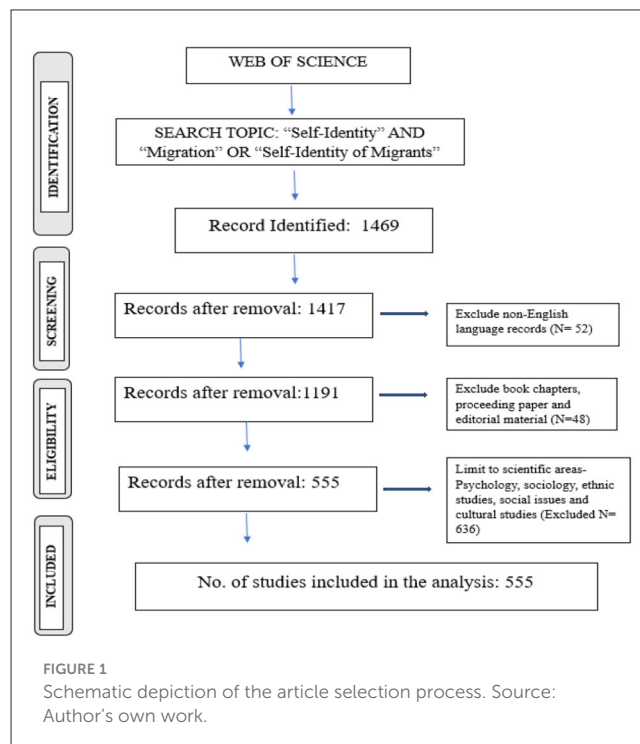 IDENTIFICATION
WEB OF SCIENCE
SEARCH TOPIC: “Self-Identity” AND
“Migration” OR “Self-Identity of Migrants”
Record Identified: 1469
SCREENING
Records after removal: 1417
Exclude non-English
language records (N= 52)
ELIGIBILITY
Records after removal:1191
Exclude book chapters,
proceeding paper and
editorial material (N=48)
Records after removal: 555
Limit to scientific areas-
Psychology, sociology, ethnic
studies, social issues and
cultural studies (Excluded N=
636)
INCLUDED
No. of studies included in the analysis: 555
FIGURE 1
Schematic depiction of the article selection process. Source:
Author’s own work.